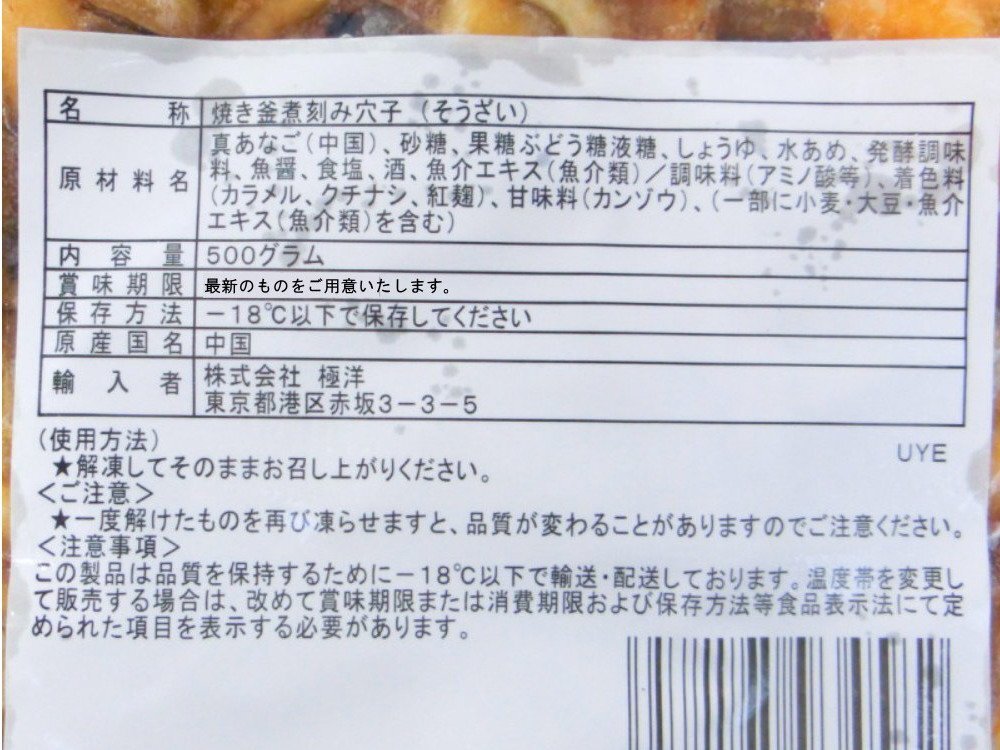 名称 焼き釜煮刻み穴子（そうざい）
原材料名 真あなご（中国）、砂糖、果糖ぶどう糖液糖、しょうゆ、水あめ、発酵調味
料、魚醤、食塩、酒、魚介エキス（魚介類）／調味料（アミノ酸等）、着色料
（カラメル、クチナシ、紅麹）、甘味料（カンゾウ）、（一部に小麦・大豆・魚介
エキス（魚介類）を含む）
内容量 500グラム
賞味期限 最新のものをご用意いたします。
保存方法 －18℃以下で保存してください
原産国名 中国
輸入者 株式会社 極洋
東京都港区赤坂3－3－5
UYE
（使用方法）
★解凍してそのままお召し上がりください。
＜ご注意＞
★一度解けたものを再び凍らせますと、品質が変わることがありますのでご注意ください。
＜注意事項＞
この製品は品質を保持するために－18℃以下で輸送・配送しております。温度帯を変更し
て販売する場合は、改めて賞味期限または消費期限および保存方法等食品表示法にて定
められた項目を表示する必要があります。